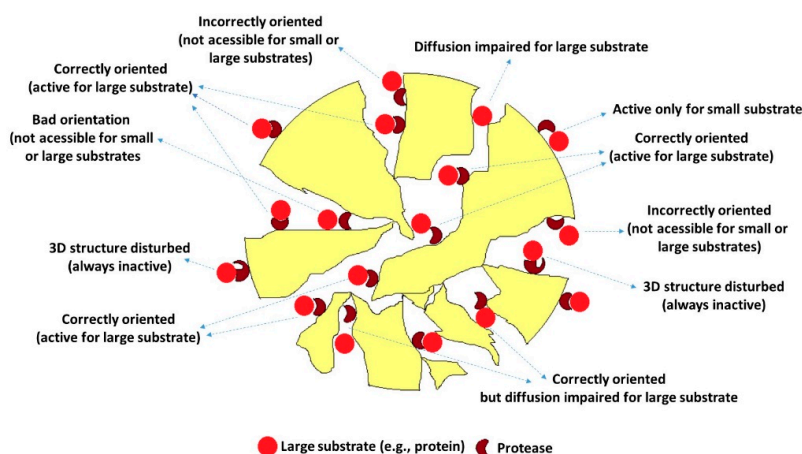 Incorrectly oriented
(not acessible for small or
large substrates)
Diffusion impaired for large substrate
Correctly oriented
(active for large substrate)
Bad orientation
(not acessible for small
or large substrates
Active only for small substrate
Correctly oriented
(active for large substrate)
Incorrectly oriented
(not acessible for small or
large substrates)
3D structure disturbed
(always inactive)
3D structure disturbed
(always inactive)
Correctly oriented
(active for large substrate)
Correctly oriented
but diffusion impaired for large substrate
Large substrate (e.g., protein)
Protease